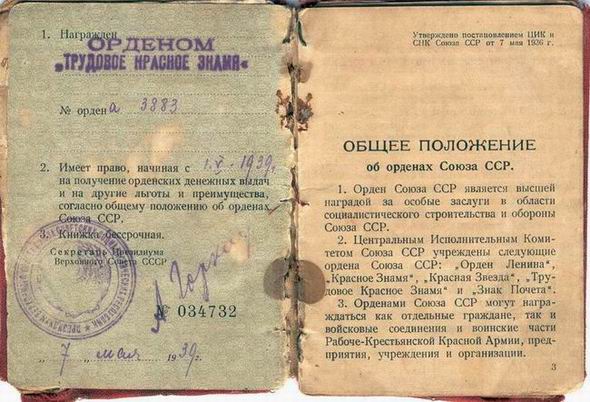 1. Награжден
ОРДЕНОМ
„ТРУДОВОЕ КРАСНОЕ ЗНАМЯ“
№ орденa 3883
2. Имеет право, начиная с 1.V-1939г.
на получение орденских денежных выдач
и на другие льготы и преимущества,
согласно общему положению об орденах
Союза ССР.
3. Книжка бессрочная.
Секретарь Президиума
Верховного Совета СССР
А Горкин
№ 034732
„7„ мая 1939г.
Утверждено постановлением ЦИК и
СНК Союза ССР от 7 мая 1936 г.
ОБЩЕЕ ПОЛОЖЕНИЕ
об орденах Союза ССР.
1. Орден Союза ССР является высшей
наградой за особые заслуги в области
социалистического строительства и обороны
Союза ССР.
2. Центральным Исполнительным Коми-
тетом Союза ССР учреждены следующие
ордена Союза ССР: „Орден Ленина“,
„Красное Знамя“, „Красная Звезда“, „Тру-
довое Красное Знамя“ и „Знак Почета“.
3. Орденами Союза ССР могут награ-
ждаться как отдельные граждане, так и
войсковые соединения и воинские части
Рабоче-Крестьянской Красной Армии, пред-
приятия, учреждения и организации.
3